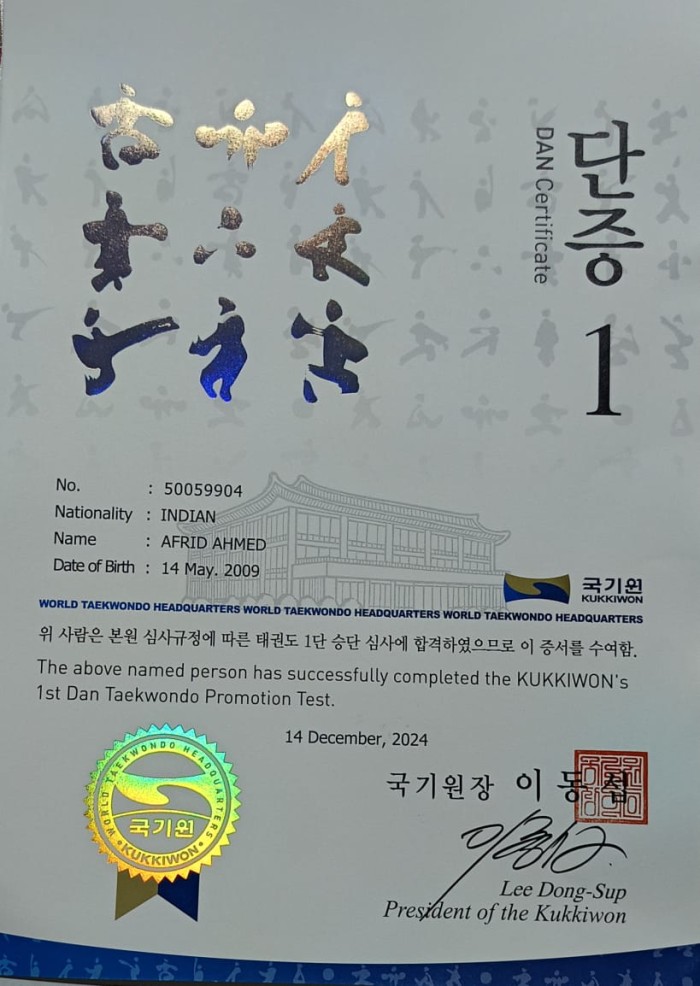 단증
DAN Certificate
1
No. : 50059904
Nationality : INDIAN
Name : AFRID AHMED
Date of Birth : 14 May. 2009
국기원
KUKKIWON
WORLD TAEKWONDO HEADQUARTERS WORLD TAEKWONDO HEADQUARTERS WORLD TAEKWONDO HEADQUARTERS
위 사람은 본원 심사규정에 따른 태권도 1단 승단 심사에 합격하였으므로 이 증서를 수여함.
The above named person has successfully completed the KUKKIWON's
1st Dan Taekwondo Promotion Test.
14 December, 2024
WORLD TAEKWONDO HEADQUARTERS
국기원
KUKKIWON
국기원장 이동섭
Lee Dong-Sup
President of the Kukkiwon